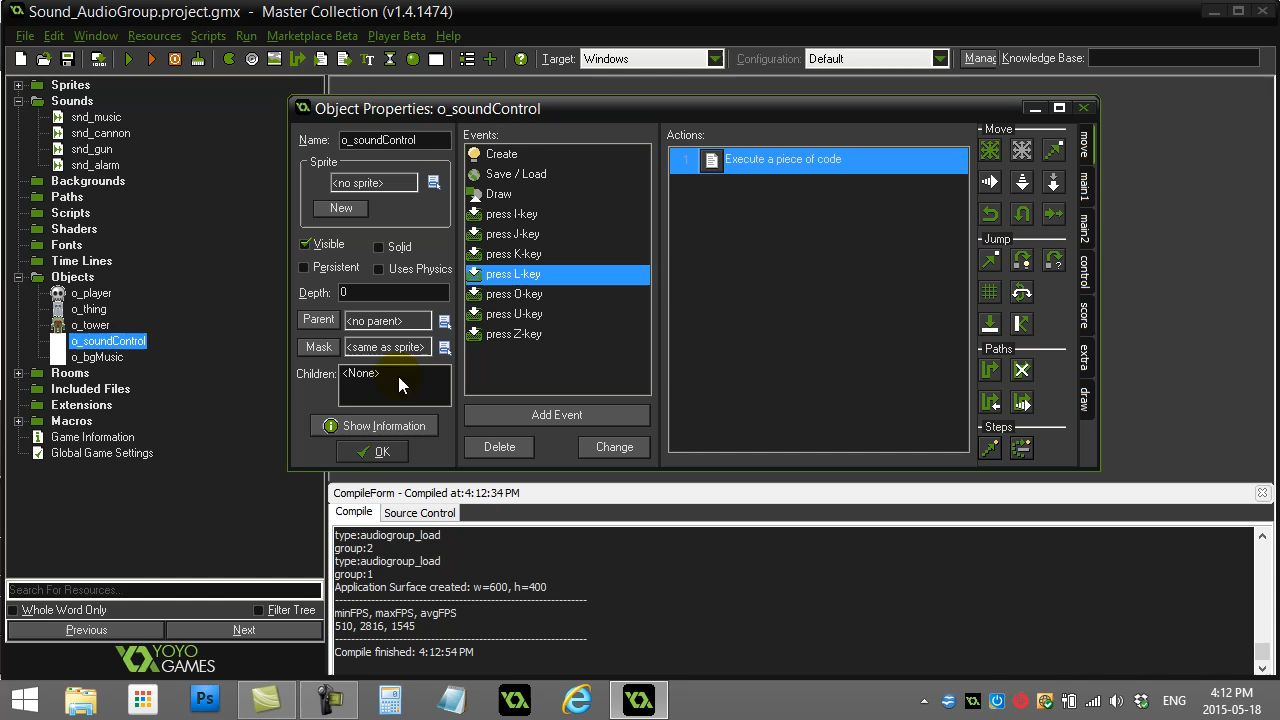 Sound_AudioGroup.project.gmx - Master Collection (v1.4.1474)
File Edit Window Resources Scripts Run Marketplace Beta Player Beta Help
Target: Windows Configuration: Default Manac Knowledge Base:
Sprites
Sounds
snd_music
snd_cannon
snd_gun
snd_alarm
Backgrounds
Paths
Scripts
Shaders
Fonts
Time Lines
Objects
o_player
o_thing
o_tower
o_soundControl
o_bgMusic
Rooms
Included Files
Extensions
Macros
Game Information
Global Game Settings
Search For Resources...
Whole Word Only Filter Tree
Previous Next
YOYO
GAMES
Object Properties: o_soundControl
Name: o_soundControl
Sprite
<no sprite>
New
Visible Solid
Persistent Uses Physics
Depth: 0
Parent <no parent>
Mask <same as sprite>
Children: <None>
Show Information
OK
Events:
Create
Save / Load
Draw
press I-key
press J-key
press K-key
press L-key
press O-key
press U-key
press Z-key
Add Event
Delete Change
Actions:
1 Execute a piece of code
Move
Jump
Paths
Steps
move
main1
main2
control
score
extra
draw
CompileForm - Compiled at:4:12:34 PM
Compile Source Control
type:audiogroup_load
group:2
type:audiogroup_load
group:1
Application Surface created: w=600, h=400
minFPS, maxFPS, avgFPS
510, 2816, 1545
Compile finished: 4:12:54 PM
Ps
ENG
4:12 PM
2015-05-18